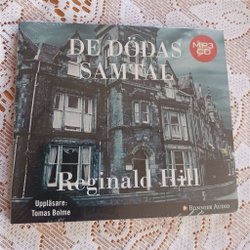 DE DÖDAS
SAMTAL
MP3
CD
Reginald Hill
Uppläsare:
Tomas Bolme
BONNIER AUDIO